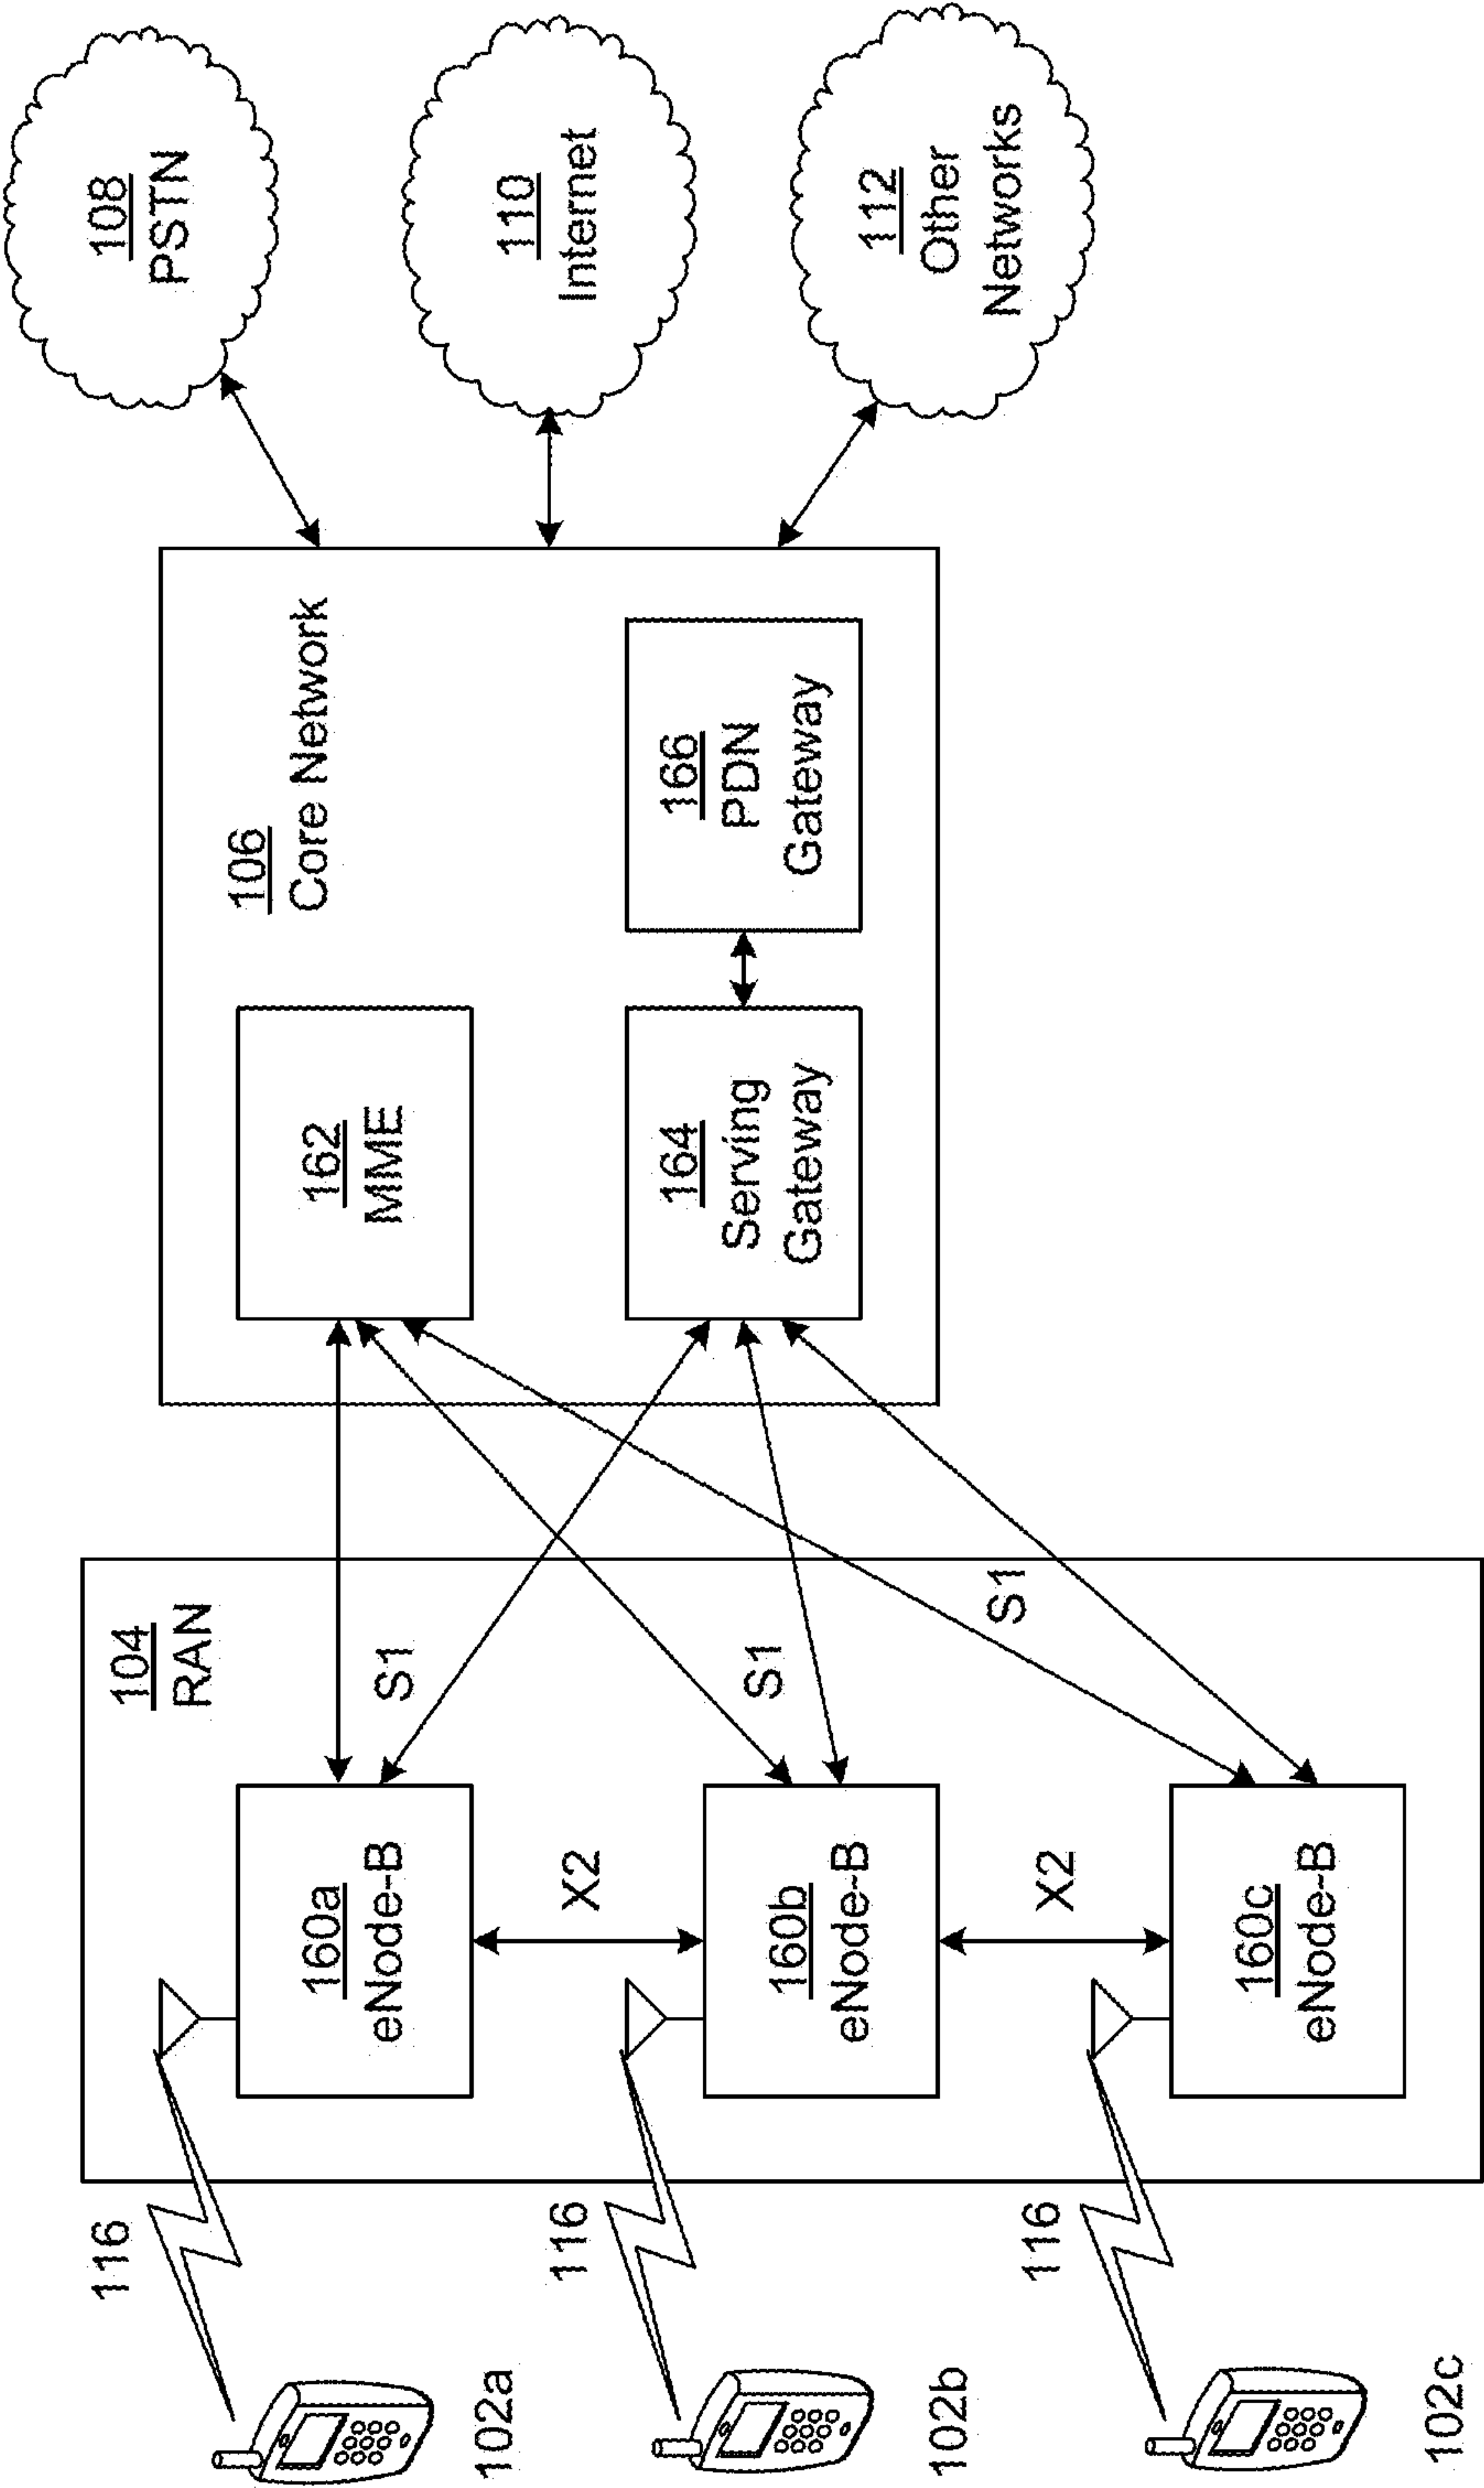 116
102a
116
102b
116
102c
104
RAN
160a
eNode-B
X2
160b
eNode-B
X2
160c
eNode-B
S1
S1
S1
106
Core Network
162
MME
164
Serving
Gateway
166
PDN
Gateway
108
PSTN
110
Internet
112
Other
Networks